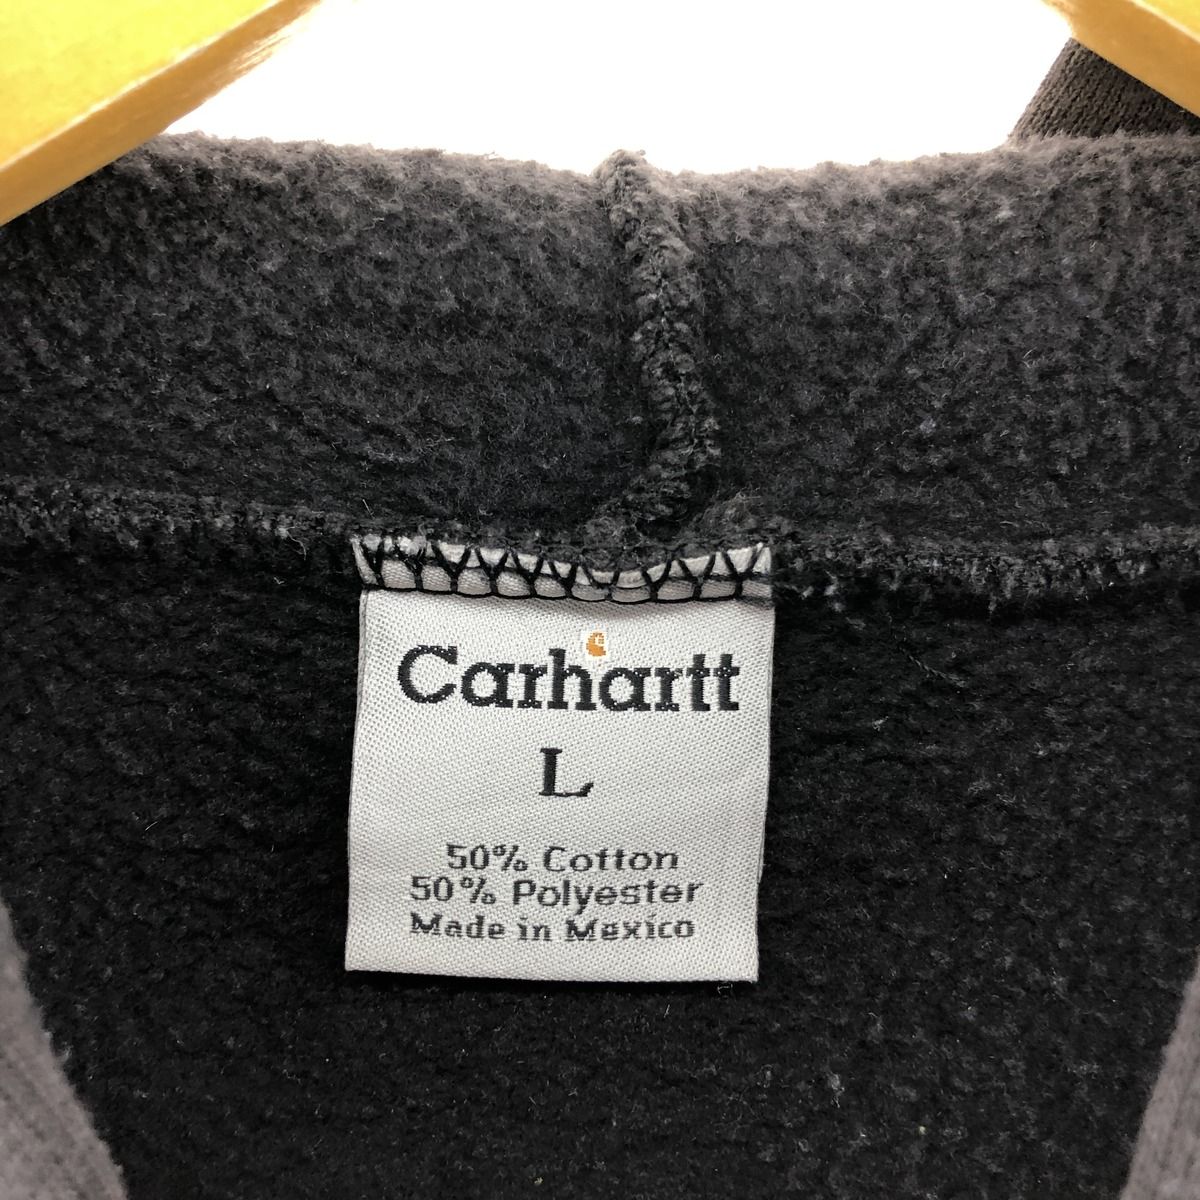 Carhartt
L
50% Cotton
50% Polyester
Made in Mexico